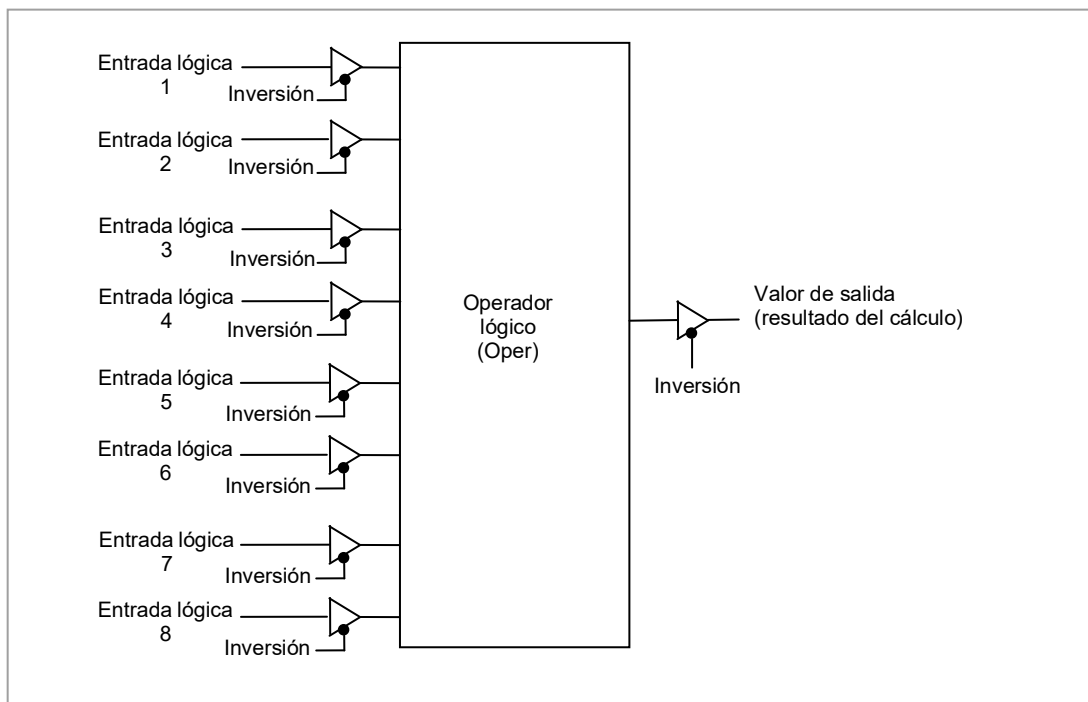 Entrada lógica
1
Inversión
Entrada lógica
2
Inversión
Entrada lógica
3
Inversión
Entrada lógica
4
Inversión
Entrada lógica
5
Inversión
Entrada lógica
6
Inversión
Entrada lógica
7
Inversión
Entrada lógica
8
Inversión
Operador
lógico
(Oper)
Valor de salida
(resultado del cálculo)
Inversión